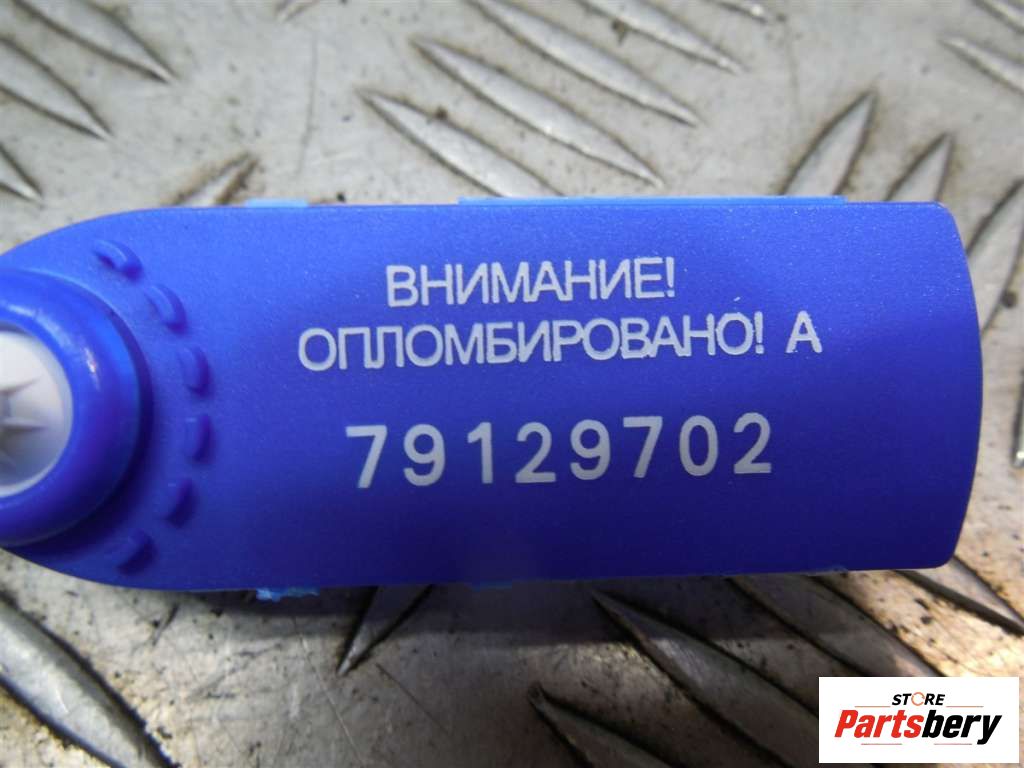 ВНИМАНИЕ!
ОПЛОМБИРОВАНО! А
79129702
STORE
Partsbery